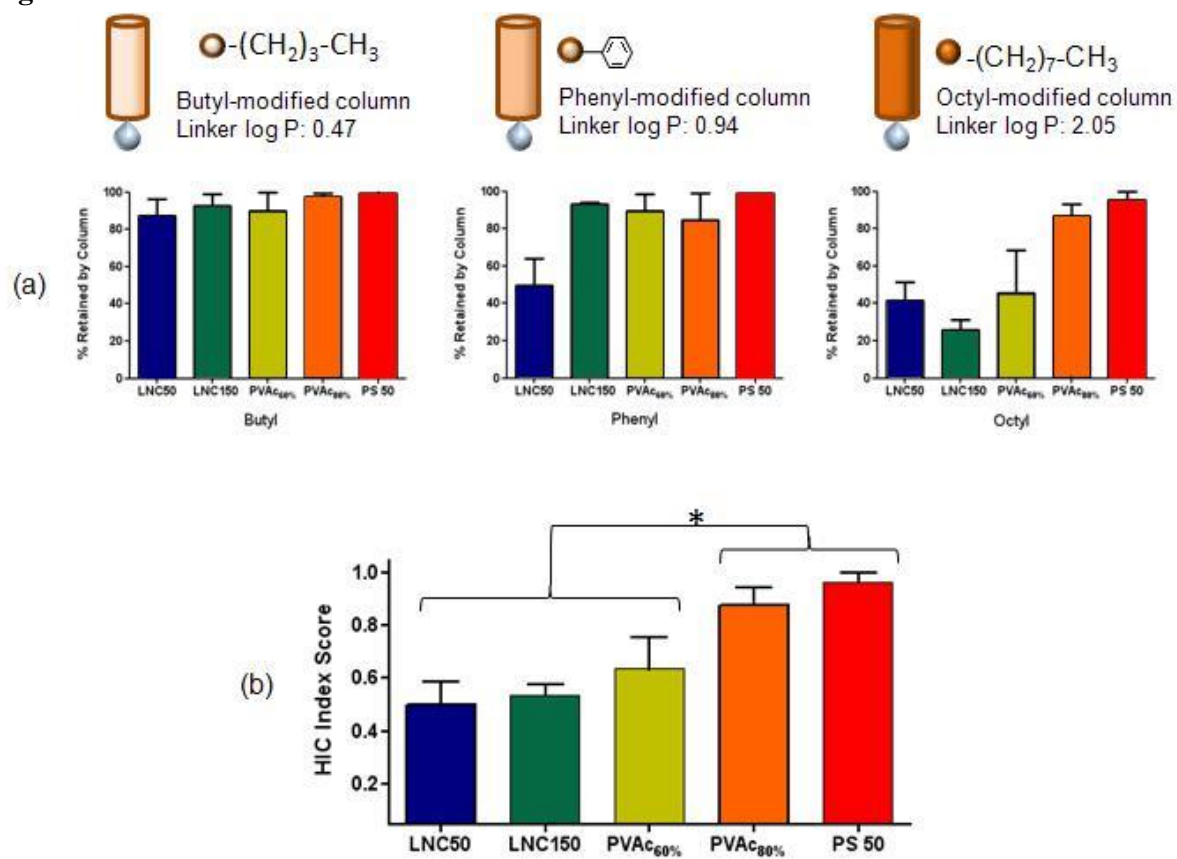 g
-(CH₂)₃-CH₃
Butyl-modified column
Linker log P: 0.47
Phenyl-modified column
Linker log P: 0.94
-(CH₂)₇-CH₃
Octyl-modified column
Linker log P: 2.05
(a)
% Retained by Column
100
80
60
40
20
0
LNC50 LNC150 PVAc₆₀% PVAc₈₀% PS 50
Butyl
% Retained by Column
100
80
60
40
20
0
LNC50 LNC150 PVAc₆₀% PVAc₈₀% PS 50
Phenyl
% Retained by Column
100
80
60
40
20
0
LNC50 LNC150 PVAc₆₀% PVAc₈₀% PS 50
Octyl
(b)
*
HIC Index Score
1.0
0.8
0.6
0.4
0.2
LNC50 LNC150 PVAc₆₀% PVAc₈₀% PS 50